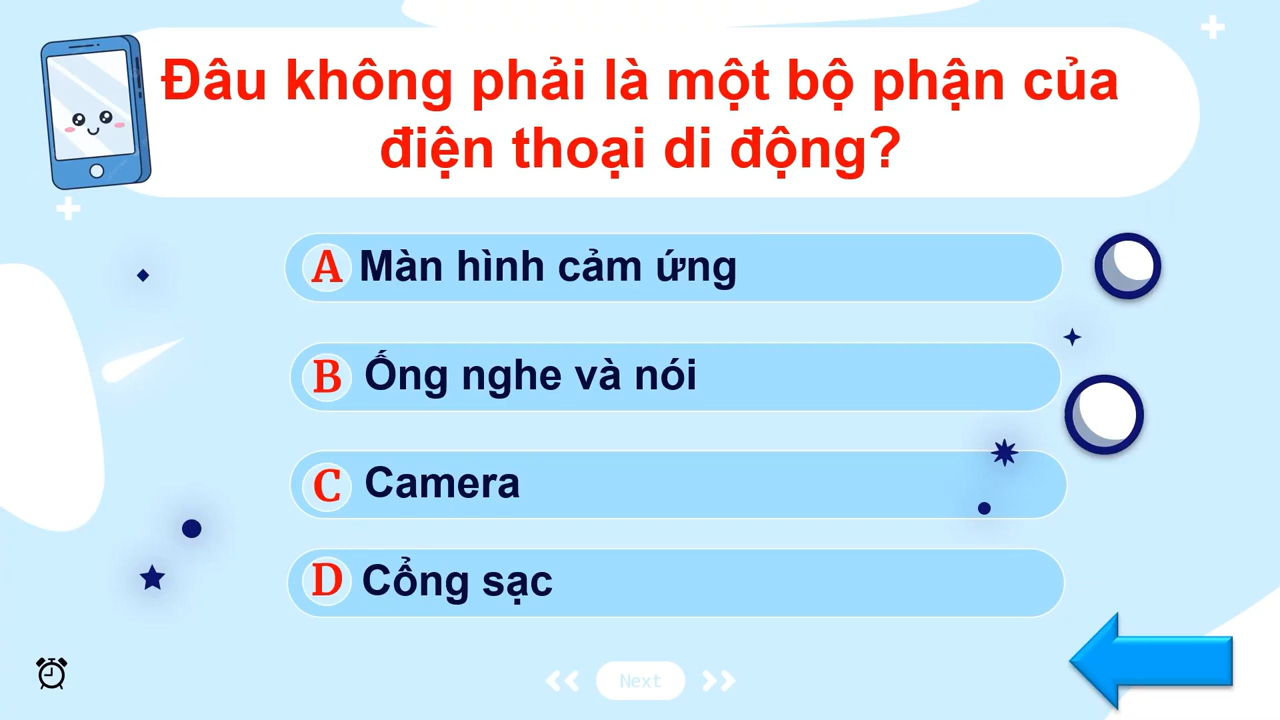 Đâu không phải là một bộ phận của
điện thoại di động?
A Màn hình cảm ứng
B Ống nghe và nói
C Camera
D Cổng sạc
Next